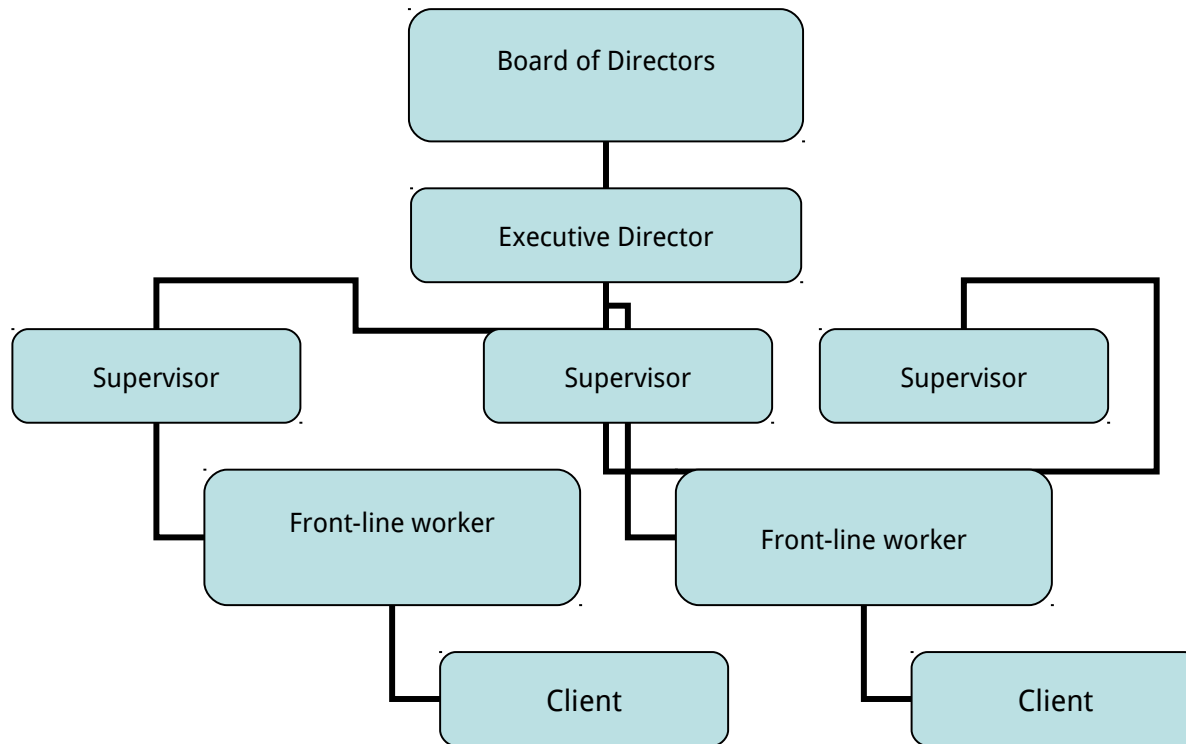 Board of Directors
Executive Director
Supervisor
Supervisor
Supervisor
Front-line worker
Front-line worker
Client
Client